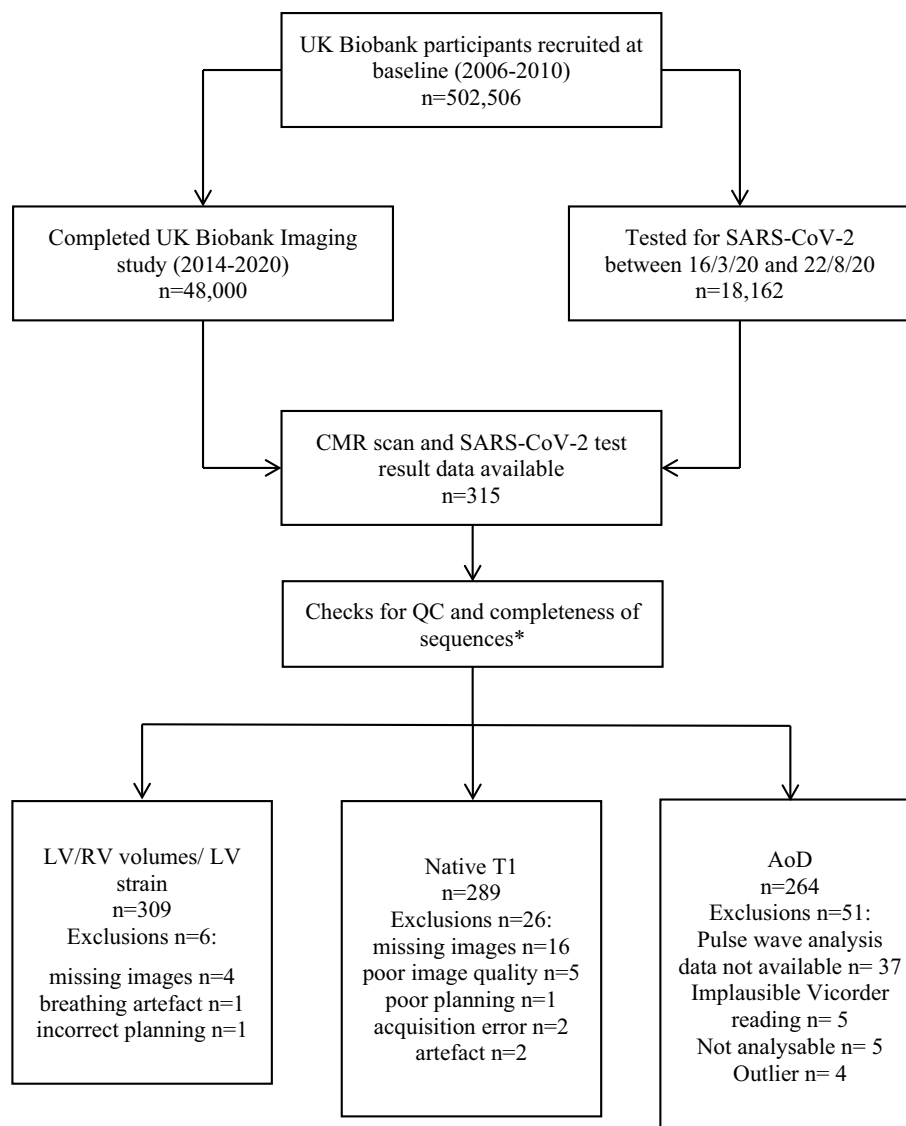 UK Biobank participants recruited at
baseline (2006-2010)
n=502,506
Completed UK Biobank Imaging
study (2014-2020)
n=48,000
Tested for SARS-CoV-2
between 16/3/20 and 22/8/20
n=18,162
CMR scan and SARS-CoV-2 test
result data available
n=315
Checks for QC and completeness of
sequences*
LV/RV volumes/ LV
strain
n=309
Exclusions n=6:
missing images n=4
breathing artefact n=1
incorrect planning n=1
Native T1
n=289
Exclusions n=26:
missing images n=16
poor image quality n=5
poor planning n=1
acquisition error n=2
artefact n=2
AoD
n=264
Exclusions n=51:
Pulse wave analysis
data not available n= 37
Implausible Vicorder
reading n= 5
Not analysable n= 5
Outlier n= 4